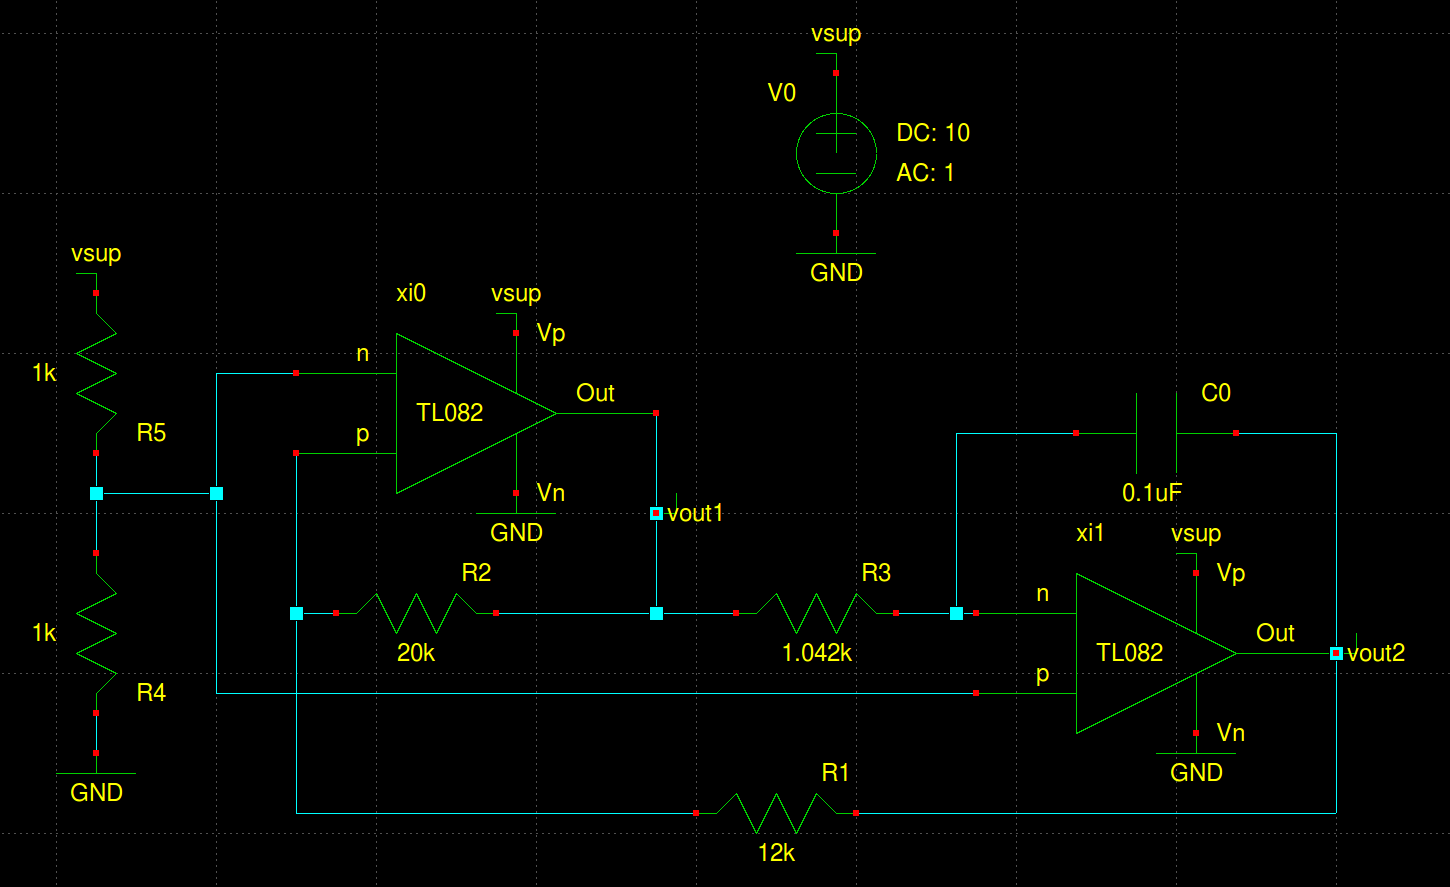 vsup
V0
DC: 10
AC: 1
GND
vsup
1k
R5
1k
R4
GND
xi0
vsup
Vp
n
TL082
Out
p
Vn
GND
vout1
R2
20k
R3
1.042k
C0
0.1uF
xi1
vsup
Vp
n
TL082
Out
vout2
p
Vn
GND
R1
12k